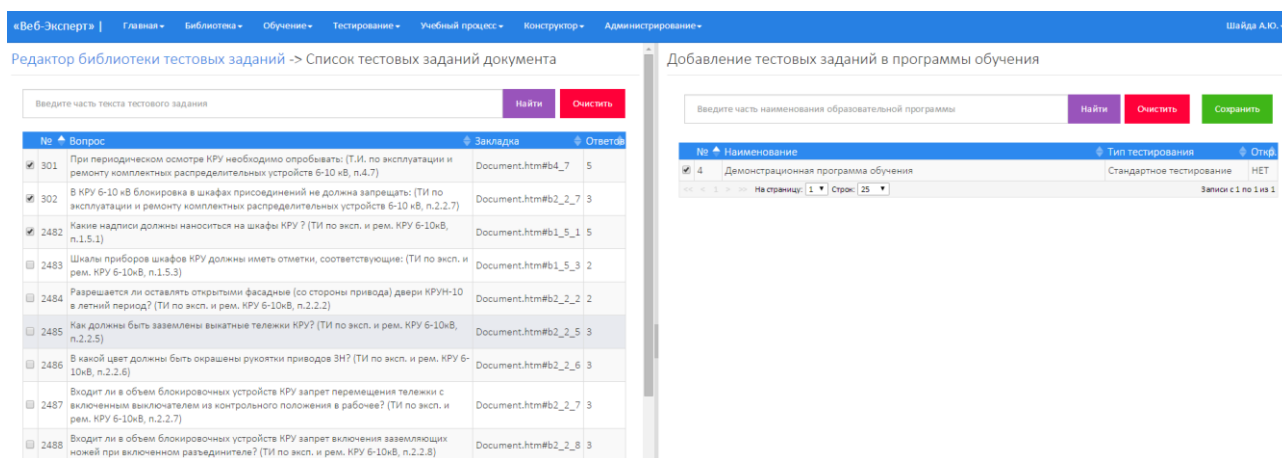 «Веб-Эксперт» | Главная Библиотека Обучение Тестирование Учебный процесс Конструктор Администрирование Шайда А.Ю.
Редактор библиотеки тестовых заданий -> Список тестовых заданий документа
Введите часть текста тестового задания Найти Очистить
№ Вопрос Закладка Ответов
301 При периодическом осмотре КРУ необходимо опробывать: (Т.И. по эксплуатации и
ремонту комплектных распределительных устройств 6-10 кВ, п.4.7) Document.htm#b4_7 5
302 В КРУ 6-10 кВ блокировка в шкафах присоединений не должна запрещать: (ТИ по
эксплуатации и ремонту комплектных распределительных устройств 6-10 кВ, п.2.2.7) Document.htm#b2_2_7 3
2482 Какие надписи должны наноситься на шкафы КРУ ? (ТИ по эксп. и рем. КРУ 6-10кВ,
п.1.5.1) Document.htm#b1_5_1 5
2483 Шкалы приборов шкафов КРУ должны иметь отметки, соответствующие: (ТИ по эксп. и
рем. КРУ 6-10кВ, п.1.5.3) Document.htm#b1_5_3 2
2484 Разрешается ли оставлять открытыми фасадные (со стороны привода) двери КРУН-10
в летний период? (ТИ по эксп. и рем. КРУ 6-10кВ, п.2.2.2) Document.htm#b2_2_2 2
2485 Как должны быть заземлены выкатные тележки КРУ? (ТИ по эксп. и рем. КРУ 6-10кВ,
п.2.2.5) Document.htm#b2_2_5 3
2486 В какой цвет должны быть окрашены рукоятки приводов ЗН? (ТИ по эксп. и рем. КРУ 6-
10кВ, п.2.2.6) Document.htm#b2_2_6 3
Входит ли в объем блокировочных устройств КРУ запрет перемещения тележки с
2487 включенным выключателем из контрольного положения в рабочее? (ТИ по эксп. и Document.htm#b2_2_7 3
рем. КРУ 6-10кВ, п.2.2.7)
2488 Входит ли в объем блокировочных устройств КРУ запрет включения заземляющих
ножей при включенном разъединителе? (ТИ по эксп. и рем. КРУ 6-10кВ, п.2.2.8) Document.htm#b2_2_8 3
Добавление тестовых заданий в программы обучения
Введите часть наименования образовательной программы Найти Очистить Сохранить
№ Наименование Тип тестирования Откр.
4 Демонстрационная программа обучения Стандартное тестирование НЕТ
<< < 1 > >> На страницу: 1 Строк: 25 Записи с 1 по 1 из 1